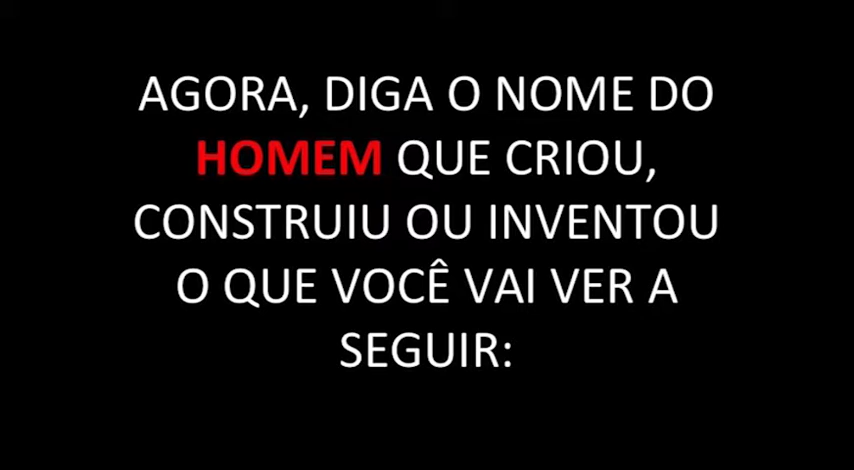 AGORA, DIGA O NOME DO
HOMEM QUE CRIOU,
CONSTRUIU OU INVENTOU
O QUE VOCÊ VAI VER A
SEGUIR: